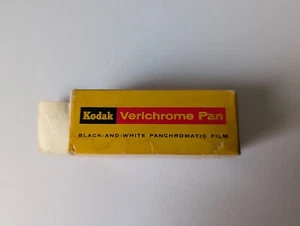 Kodak Verichrome Pan
BLACK-AND-WHITE PANCHROMATIC FILM